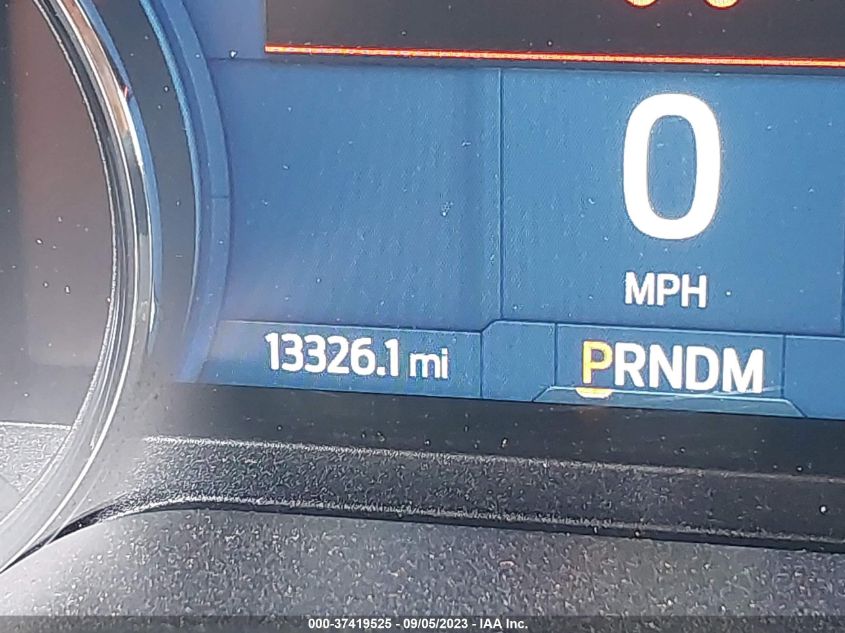 0
MPH
13326.1 mi PRNDM
000-37419525 - 09/05/2023 - IAA Inc.